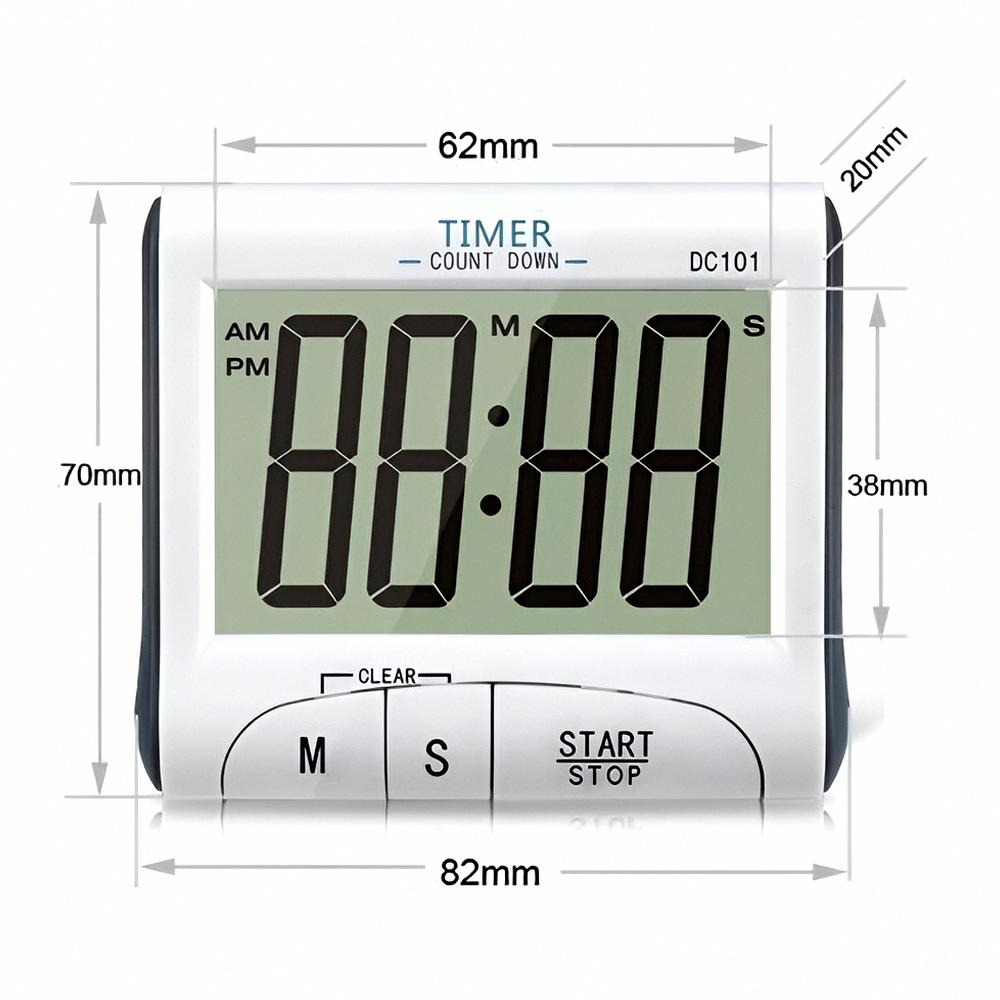 62mm
20mm
TIMER
COUNT DOWN
DC101
AM
PM
88:88
M
S
70mm
38mm
CLEAR
M
S
START
STOP
82mm